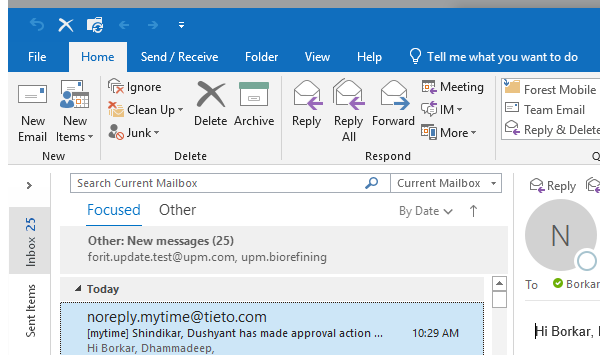 File Home Send / Receive Folder View Help Tell me what you want to do
New Email
New Items
New
Ignore
Clean Up
Junk
Delete
Archive
Delete
Reply
Reply All
Forward
Meeting
IM
More
Respond
Forest Mobile
Team Email
Reply & Delete
Q
Search Current Mailbox
Current Mailbox
Focused Other
By Date
Other: New messages (25)
forit.update.test@upm.com, upm.biorefining
Today
noreply.mytime@tieto.com
[mytime] Shindikar, Dushyant has made approval action ... 10:29 AM
Hi Borkar, Dhammadeep,
Inbox 25
Sent Items
Reply
N
To Borkar
Hi Borkar,